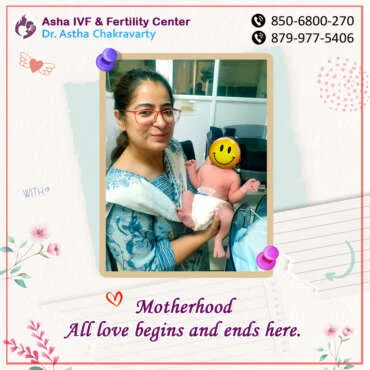 Asha IVF & Fertility Center
Dr. Astha Chakravarty
850-6800-270
879-977-5406
WITH
Motherhood
All love begins and ends here.